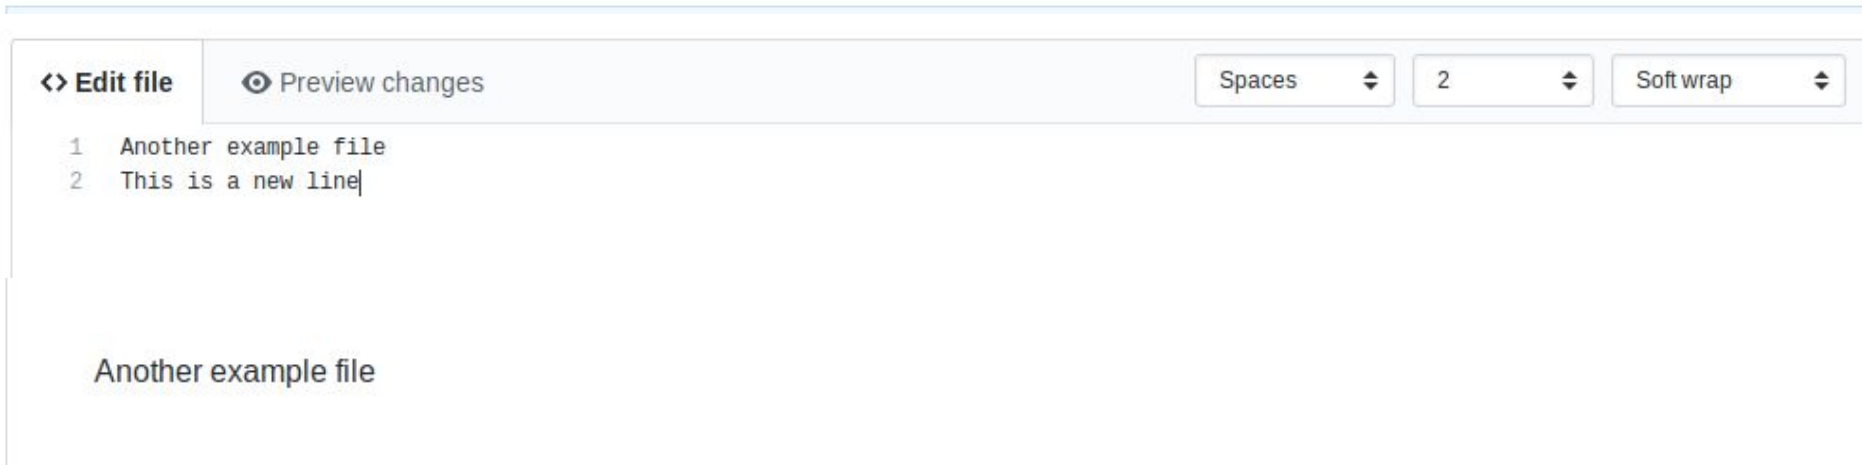 <> Edit file Preview changes Spaces 2 Soft wrap
1 Another example file
2 This is a new line
Another example file